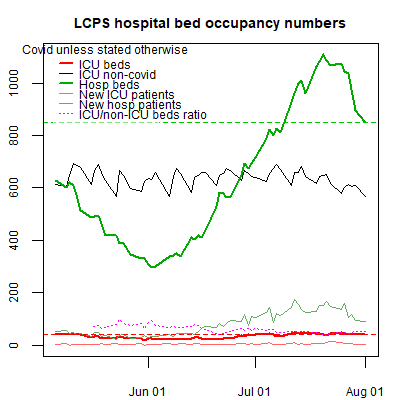 LCPS hospital bed occupancy numbers
Covid unless stated otherwise
ICU beds
ICU non-covid
Hosp beds
New ICU patients
New hosp patients
ICU/non-ICU beds ratio
1000
800
600
400
200
0
Jun 01
Jul 01
Aug 01